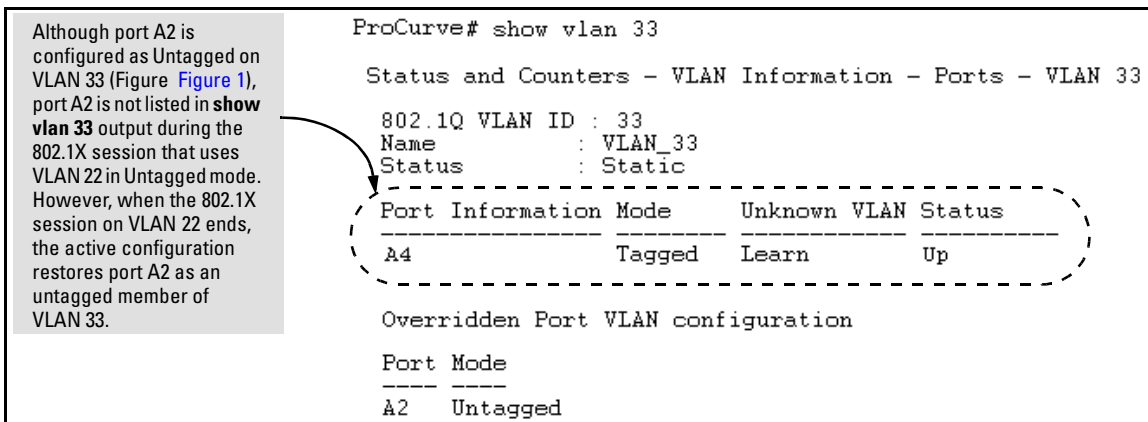 Although port A2 is
configured as Untagged on
VLAN 33 (Figure Figure 1),
port A2 is not listed in show
vlan 33 output during the
802.1X session that uses
VLAN 22 in Untagged mode.
However, when the 802.1X
session on VLAN 22 ends,
the active configuration
restores port A2 as an
untagged member of
VLAN 33.
ProCurve# show vlan 33
Status and Counters - VLAN Information - Ports - VLAN 33
802.1Q VLAN ID : 33
Name : VLAN_33
Status : Static
Port Information Mode Unknown VLAN Status
---------------- -------- ------------ ----------
A4 Tagged Learn Up
Overridden Port VLAN configuration
Port Mode
---- ----
A2 Untagged